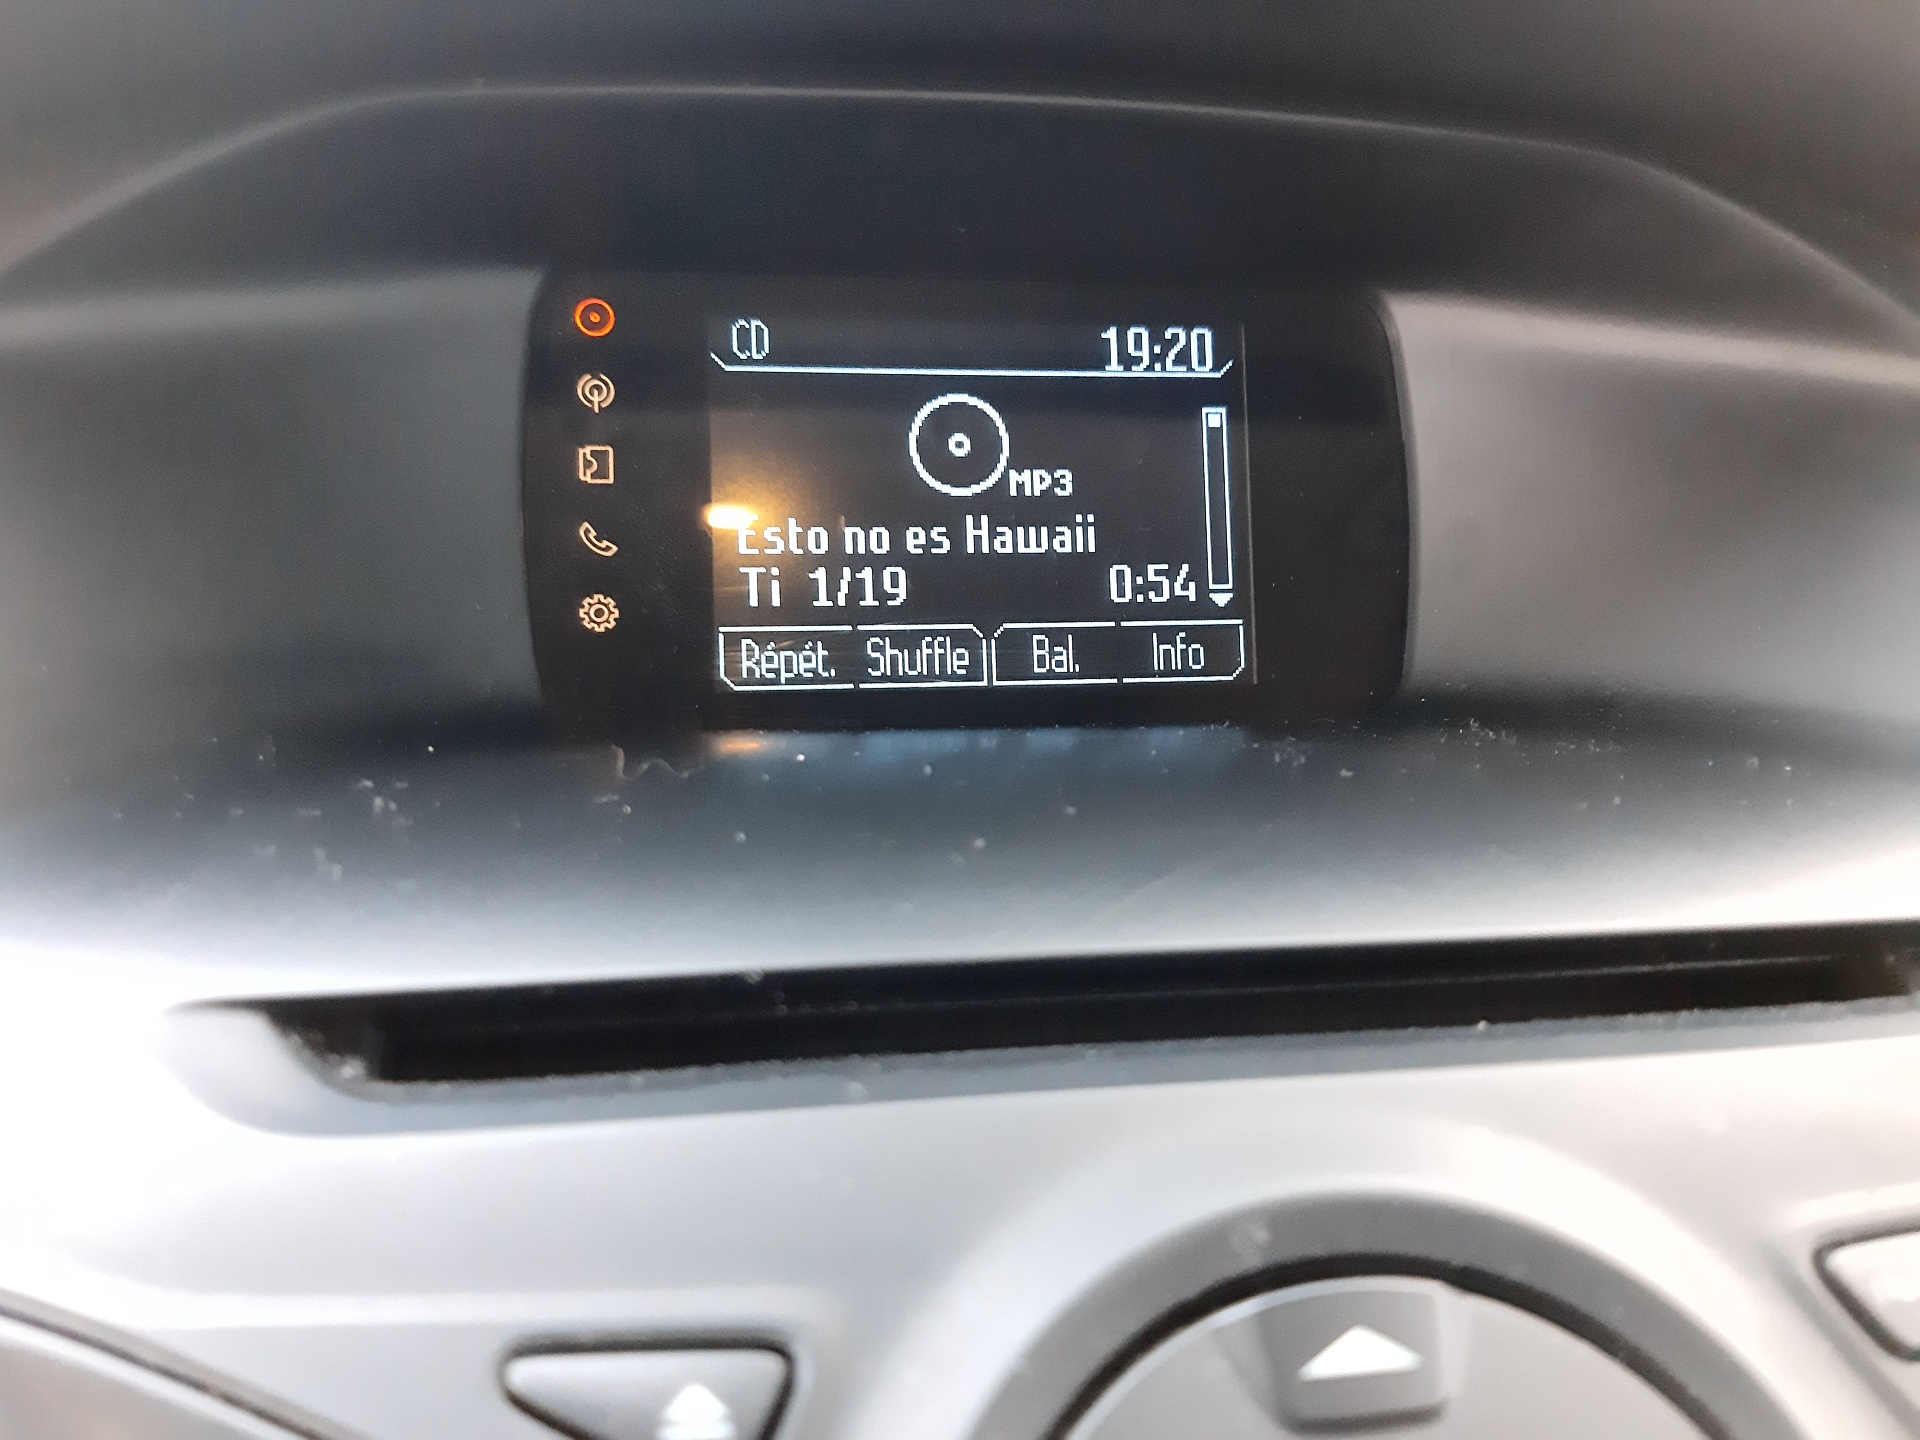 CD 19:20
MP3
Esto no es Hawaii
Ti 1/19 0:54
Répét. Shuffle Bal. Info